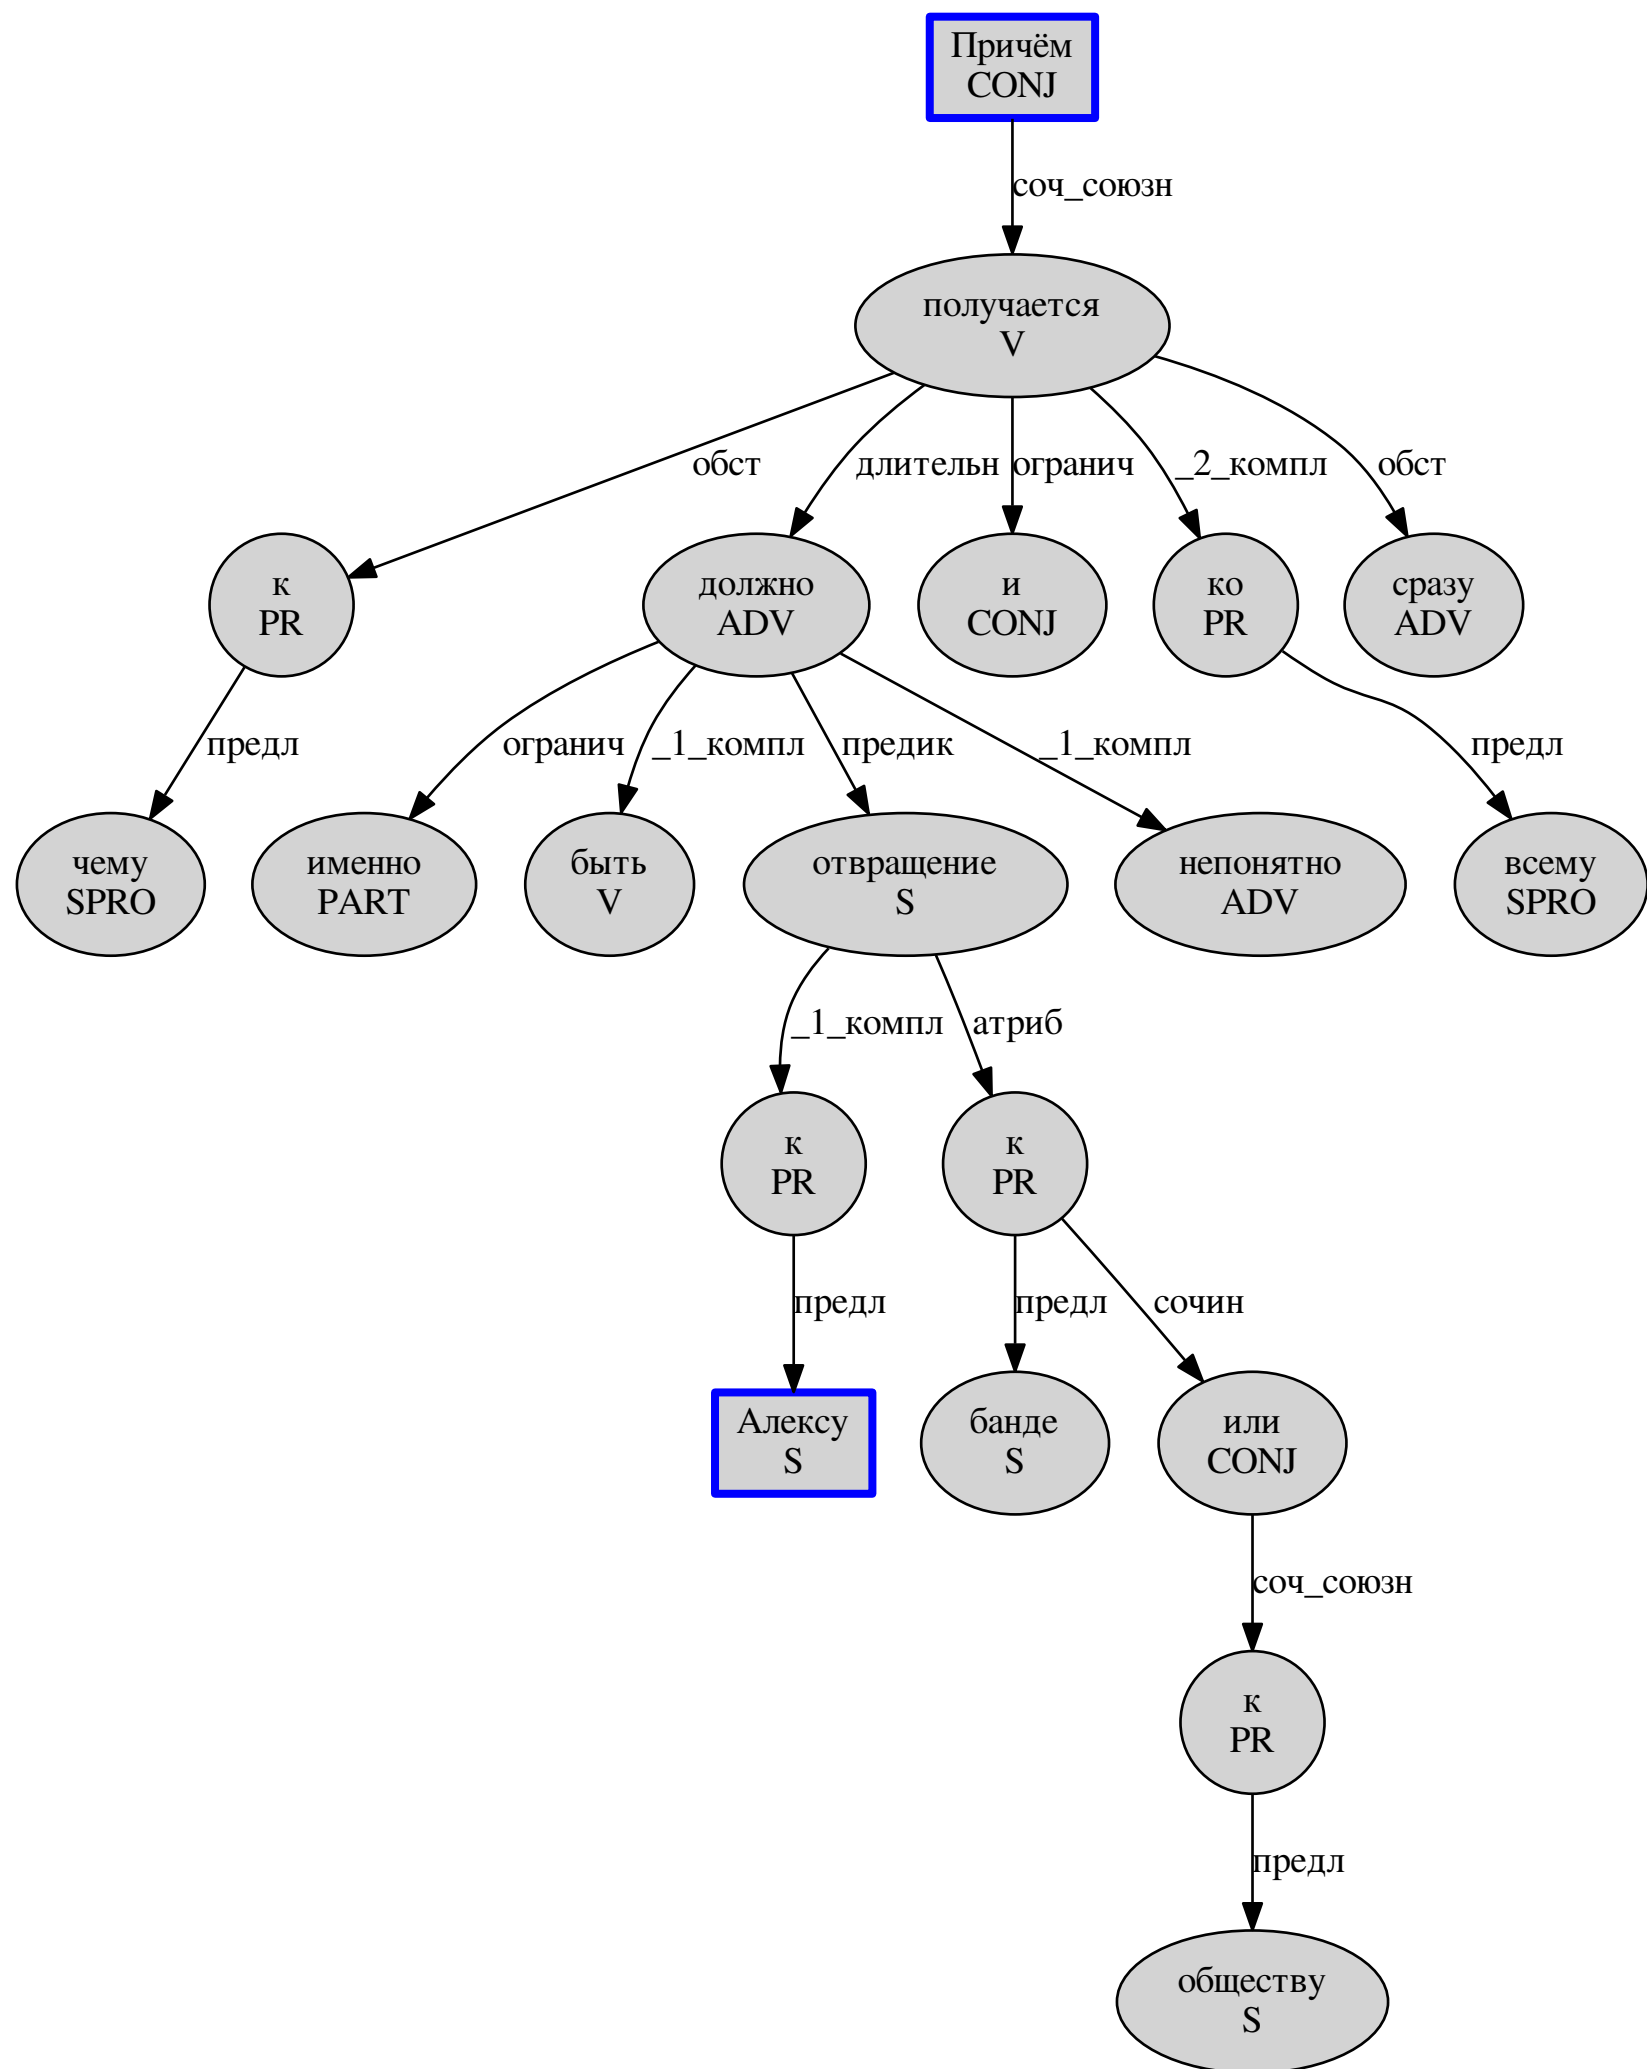 Причём
CONJ
соч_союзн
получается
V
обст
длительн
огранич
_2_компл
обст
к
PR
должно
ADV
и
CONJ
ко
PR
сразу
ADV
предл
огранич
_1_компл
предик
_1_компл
предл
чему
SPRO
именно
PART
быть
V
отвращение
S
непонятно
ADV
всему
SPRO
_1_компл
атриб
к
PR
к
PR
предл
предл
сочин
Алексу
S
банде
S
или
CONJ
соч_союзн
к
PR
предл
обществу
S